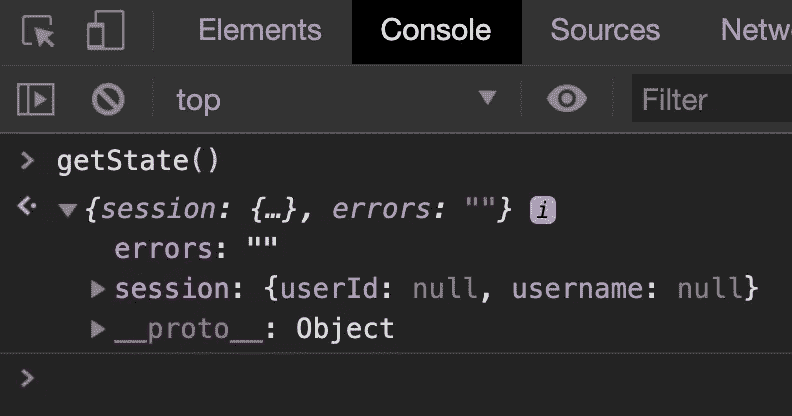 Elements Console Sources Netw
top Filter
> getState()
{session: {…}, errors: ""} i
errors: ""
session: {userId: null, username: null}
__proto__: Object
>